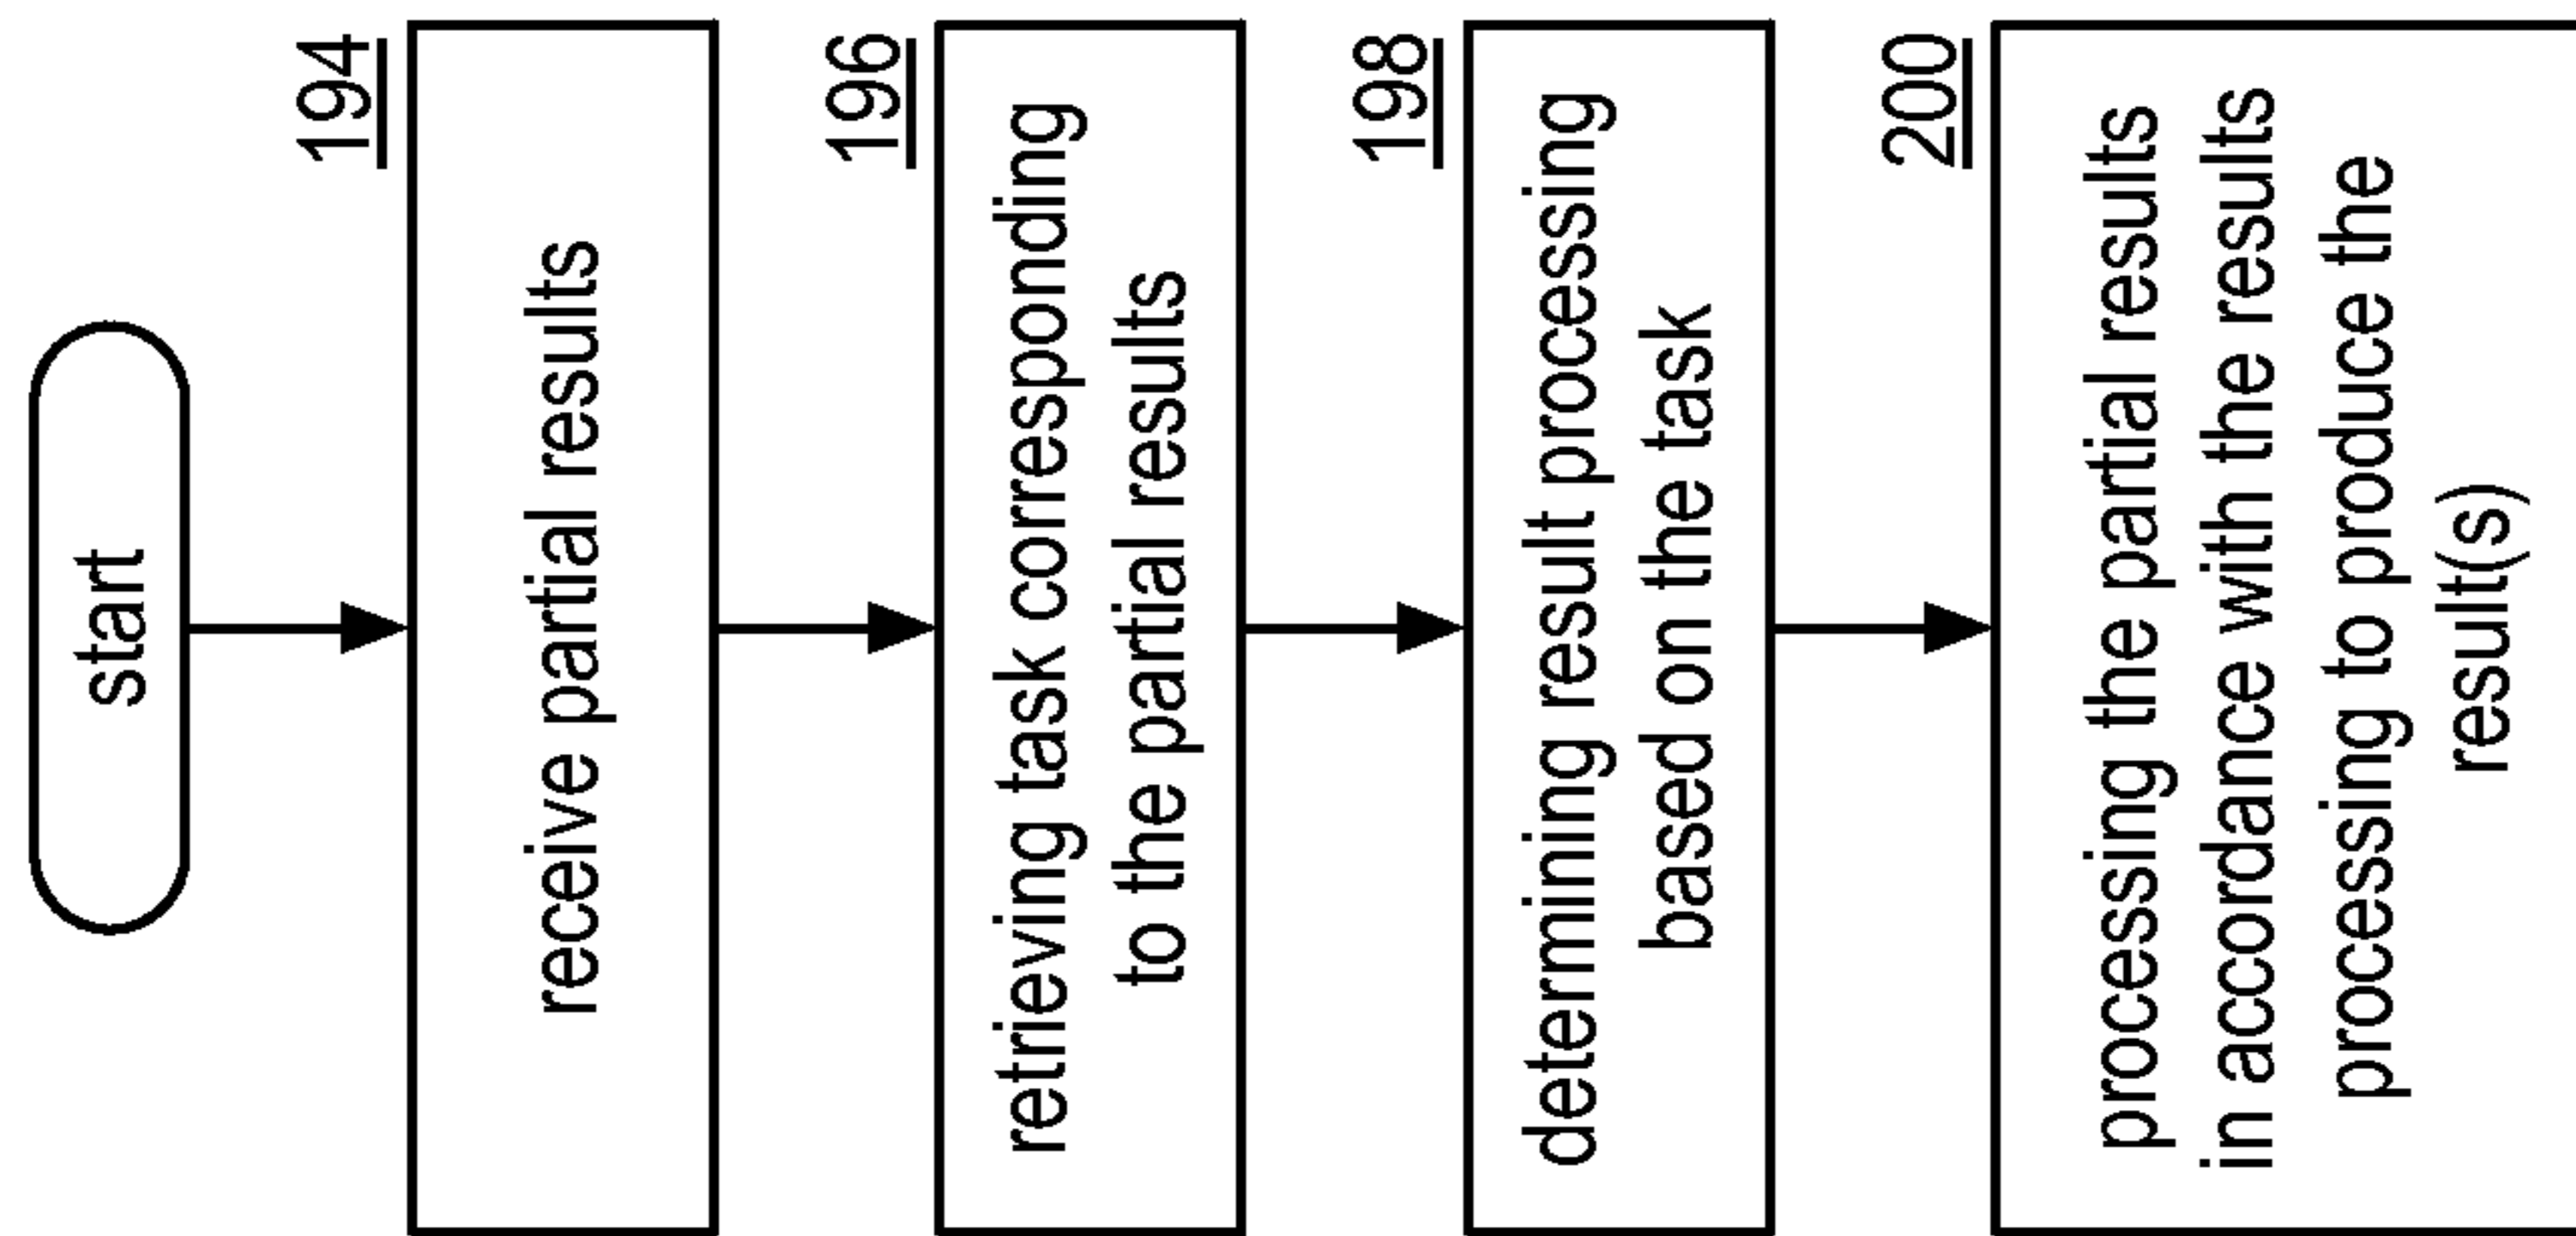 start
194
receive partial results
196
retrieving task corresponding
to the partial results
198
determining result processing
based on the task
200
processing the partial results
in accordance with the results
processing to produce the
result(s)